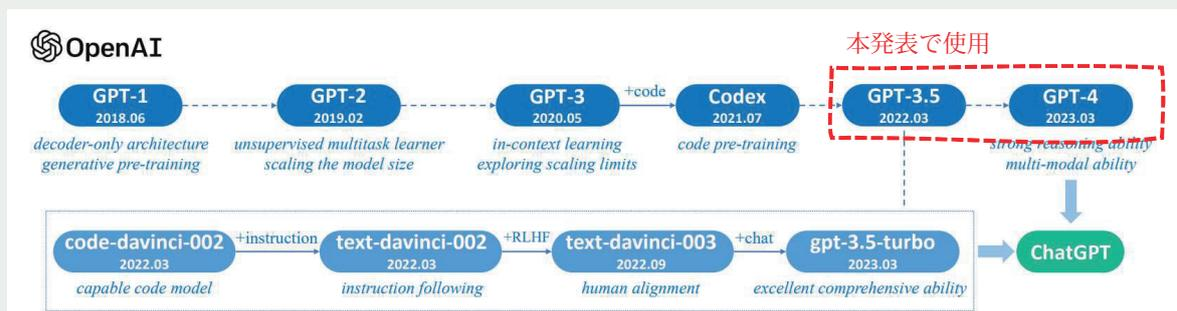 OpenAI
本発表で使用
GPT-1
2018.06
decoder-only architecture
generative pre-training
GPT-2
2019.02
unsupervised multitask learner
scaling the model size
GPT-3
2020.05
in-context learning
exploring scaling limits
+code
Codex
2021.07
code pre-training
GPT-3.5
2022.03
GPT-4
2023.03
strong reasoning ability
multi-modal ability
code-davinci-002
2022.03
capable code model
+instruction
text-davinci-002
2022.03
instruction following
+RLHF
text-davinci-003
2022.09
human alignment
+chat
gpt-3.5-turbo
2023.03
excellent comprehensive ability
ChatGPT